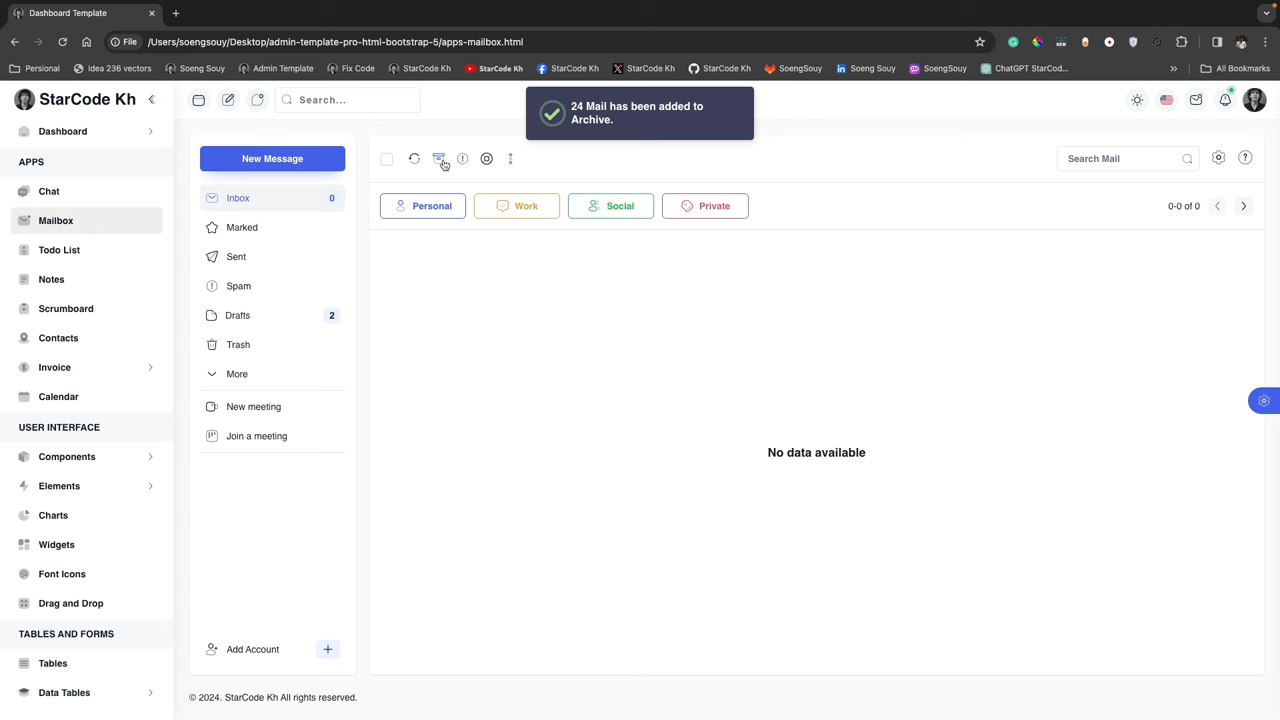 Dashboard Template
File
/Users/soengsouy/Desktop/admin-template-pro-html-bootstrap-5/apps-mailbox.html
Personal
Idea 236 vectors
Soeng Souy
Admin Template
Fix Code
StarCode Kh
StarCode Kh
StarCode Kh
StarCode Kh
StarCode Kh
SoengSouy
Soeng Souy
SoengSouy
ChatGPT StarCod...
All Bookmarks
StarCode Kh
Search...
24 Mail has been added to
Archive.
Dashboard
APPS
Chat
Mailbox
Todo List
Notes
Scrumboard
Contacts
Invoice
Calendar
USER INTERFACE
Components
Elements
Charts
Widgets
Font Icons
Drag and Drop
TABLES AND FORMS
Tables
Data Tables
New Message
Inbox 0
Marked
Sent
Spam
Drafts 2
Trash
More
New meeting
Join a meeting
Add Account
Search Mail
Personal
Work
Social
Private
0-0 of 0
No data available
© 2024. StarCode Kh All rights reserved.